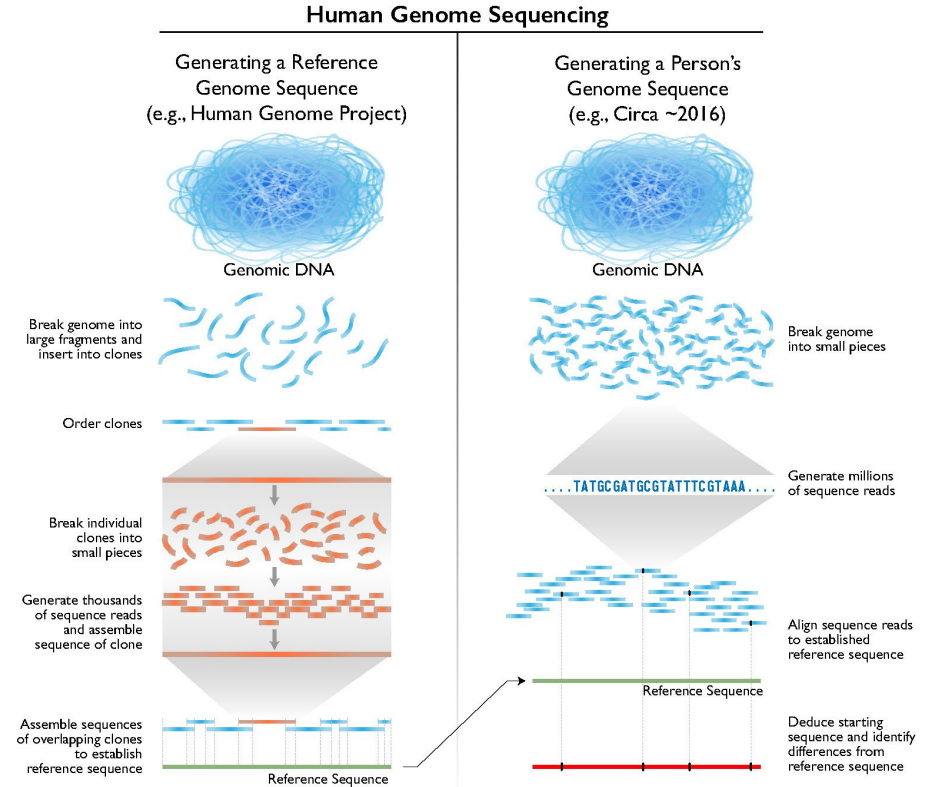 Human Genome Sequencing
Generating a Reference
Genome Sequence
(e.g., Human Genome Project)
Genomic DNA
Break genome into
large fragments and
insert into clones
Order clones
Break individual
clones into
small pieces
Generate thousands
of sequence reads
and assemble
sequence of clone
Assemble sequences
of overlapping clones
to establish
reference sequence
Reference Sequence
Generating a Person's
Genome Sequence
(e.g., Circa ~2016)
Genomic DNA
Break genome
into small pieces
....TATGCGATGCGTATTTCGTAAA....
Generate millions
of sequence reads
Align sequence reads
to established
reference sequence
Reference Sequence
Deduce starting
sequence and identify
differences from
reference sequence